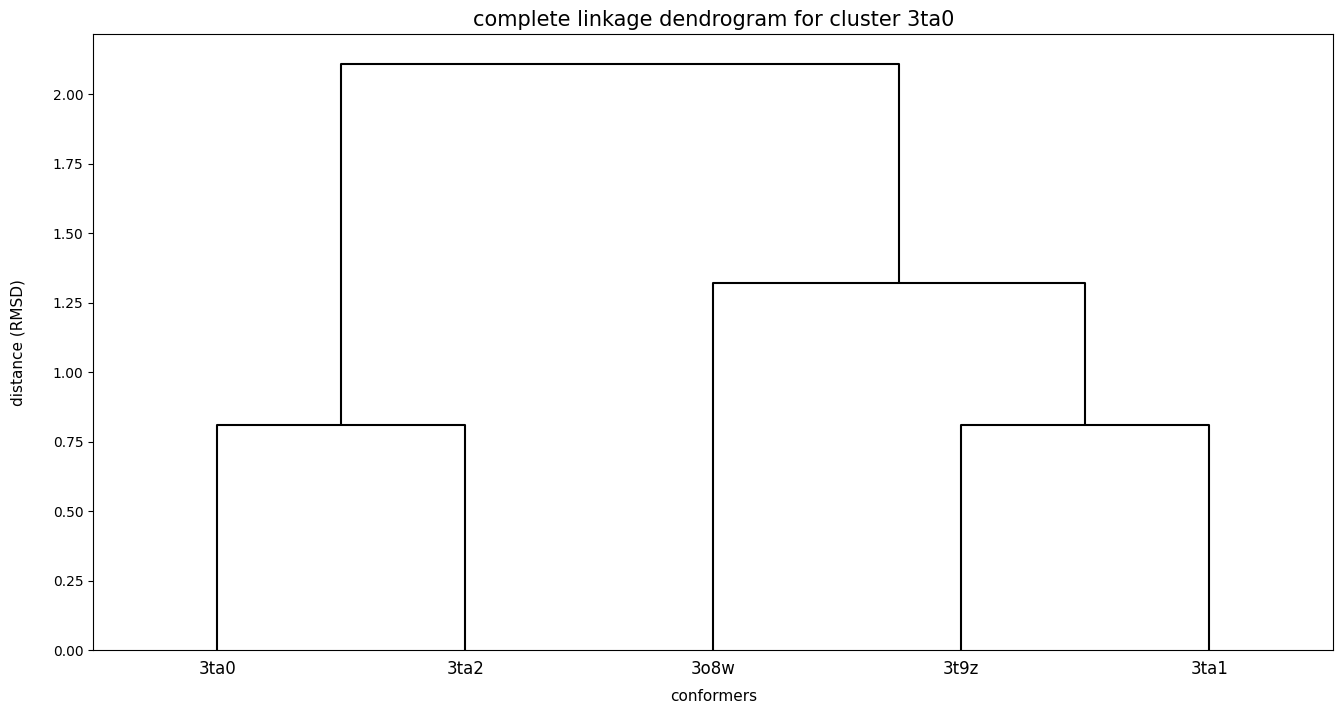 complete linkage dendrogram for cluster 3ta0
2.00
1.75
1.50
1.25
1.00
0.75
0.50
0.25
0.00
distance (RMSD)
3ta0 3ta2 3o8w 3t9z 3ta1
conformers